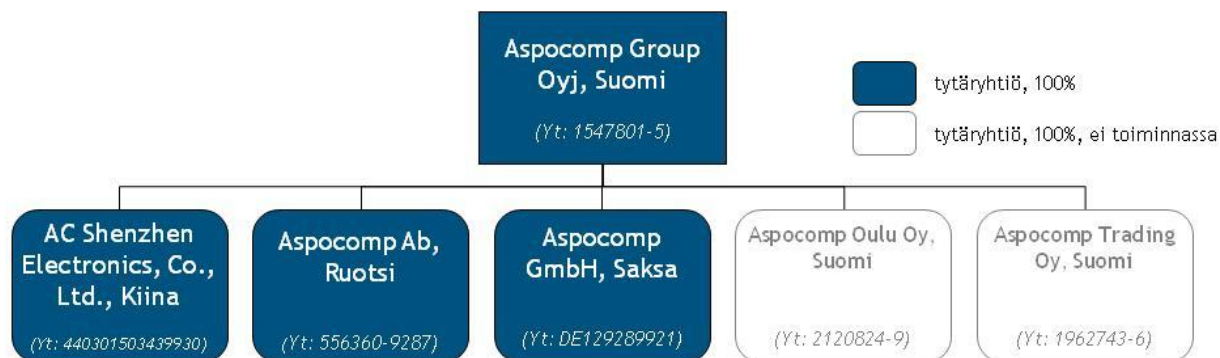 Aspocomp Group
Oyj, Suomi
(Yt: 1547801-5)
tytäryhtiö, 100%
tytäryhtiö, 100%, ei toiminnassa
AC Shenzhen
Electronics, Co.,
Ltd., Kiina
(Yt: 440301503439930)
Aspocomp Ab,
Ruotsi
(Yt: 556360-9287)
Aspocomp
GmbH, Saksa
(Yt: DE129289921)
Aspocomp Oulu Oy,
Suomi
(Yt: 2120824-9)
Aspocomp Trading
Oy, Suomi
(Yt: 1962743-6)